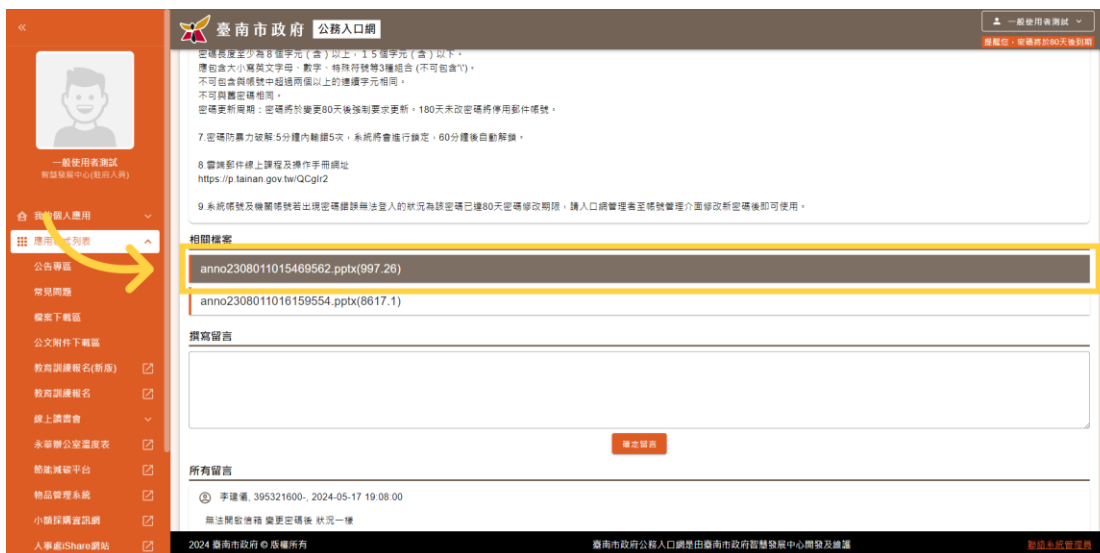 «
臺南市政府 公務入口網
一般使用者測試
提醒您，密碼將於80天後到期
一般使用者測試
智慧發展中心(駐府人員)
我的個人應用
應用程式列表
公告專區
常見問題
檔案下載區
公文附件下載區
教育訓練報名(新版)
教育訓練報名
線上讀書會
永華辦公室溫度表
節能減碳平台
物品管理系統
小額採購資訊網
人事處iShare網站
密碼長度至少為8個字元(含)以上，15個字元(含)以下。
應包含大小寫英文字母、數字、特殊符號等3種組合 (不可包含'\')。
不可包含與帳號中超過兩個以上的連續字元相同。
不可與舊密碼相同。
密碼更新周期：密碼將於變更80天後強制要求更新。180天未改密碼將停用郵件帳號。
7.密碼防暴力破解:5分鐘內輸錯5次，系統將會進行鎖定，60分鐘後自動解鎖。
8.雲端郵件線上課程及操作手冊網址
https://p.tainan.gov.tw/QCglr2
9.系統帳號及機關帳號若出現密碼錯誤無法登入的狀況為該密碼已達80天密碼修改期限，請入口網管理者至帳號管理介面修改新密碼後即可使用。
相關檔案
anno2308011015469562.pptx(997.26)
anno2308011016159554.pptx(8617.1)
撰寫留言
確定留言
所有留言
李建儀, 395321600-, 2024-05-17 19:08:00
無法開啟信箱 變更密碼後 狀況一樣
2024 臺南市政府 © 版權所有
臺南市政府公務入口網是由臺南市政府智慧發展中心開發及維護
聯絡系統管理員